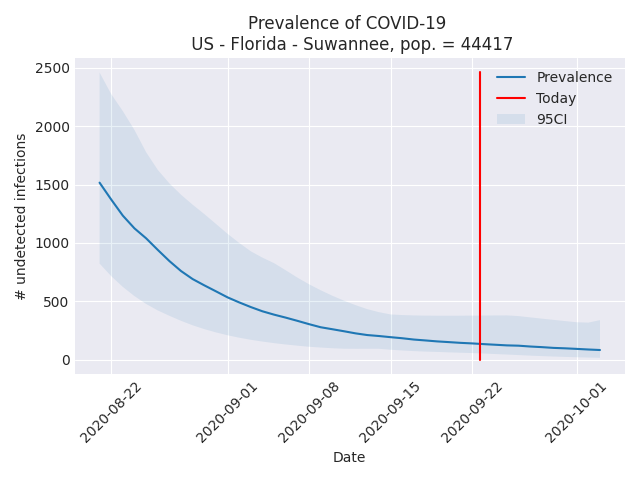 Prevalence of COVID-19
US - Florida - Suwannee, pop. = 44417
# undetected infections
2500
2000
1500
1000
500
0
Prevalence
Today
95CI
2020-08-22
2020-09-01
2020-09-08
2020-09-15
2020-09-22
2020-10-01
Date